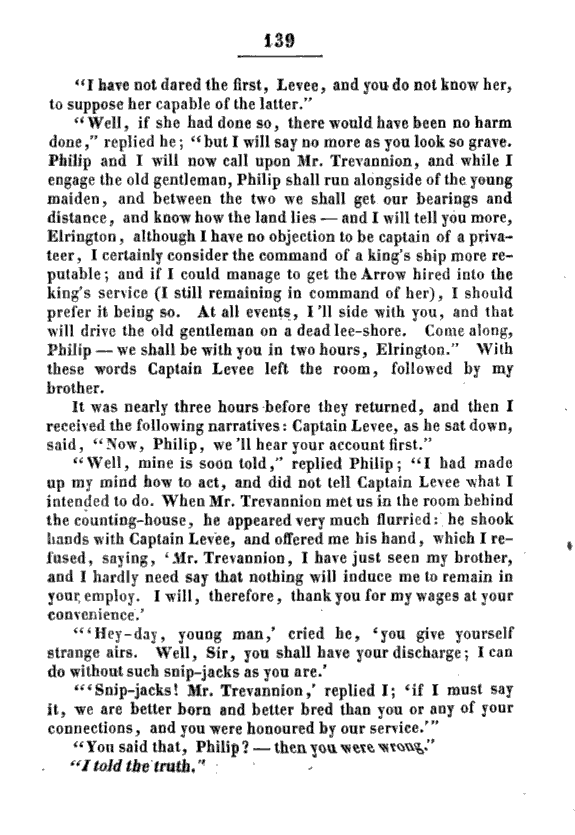 139
"I have not dared the first, Levee, and you do not know her,
to suppose her capable of the latter."
"Well, if she had done so, there would have been no harm
done," replied he; "but I will say no more as you look so grave.
Philip and I will now call upon Mr. Trevannion, and while I
engage the old gentleman, Philip shall run alongside of the young
maiden, and between the two we shall get our bearings and
distance, and know how the land lies — and I will tell you more,
Elrington, although I have no objection to be captain of a priva-
teer, I certainly consider the command of a king's ship more re-
putable; and if I could manage to get the Arrow hired into the
king's service (I still remaining in command of her), I should
prefer it being so. At all events, I'll side with you, and that
will drive the old gentleman on a dead lee-shore. Come along,
Philip — we shall be with you in two hours, Elrington." With
these words Captain Levee left the room, followed by my
brother.
It was nearly three hours before they returned, and then I
received the following narratives: Captain Levee, as he sat down,
said, "Now, Philip, we'll hear your account first."
"Well, mine is soon told," replied Philip; "I had made
up my mind how to act, and did not tell Captain Levee what I
intended to do. When Mr. Trevannion met us in the room behind
the counting-house, he appeared very much flurried: he shook
hands with Captain Levee, and offered me his hand, which I re-
fused, saying, 'Mr. Trevannion, I have just seen my brother,
and I hardly need say that nothing will induce me to remain in
your employ. I will, therefore, thank you for my wages at your
convenience.'
"'Hey-day, young man,' cried he, 'you give yourself
strange airs. Well, Sir, you shall have your discharge; I can
do without such snip-jacks as you are.'
"'Snip-jacks! Mr. Trevannion,' replied I; 'if I must say
it, we are better born and better bred than you or any of your
connections, and you were honoured by our service.'"
"You said that, Philip? — then you were wrong."
"I told the truth."